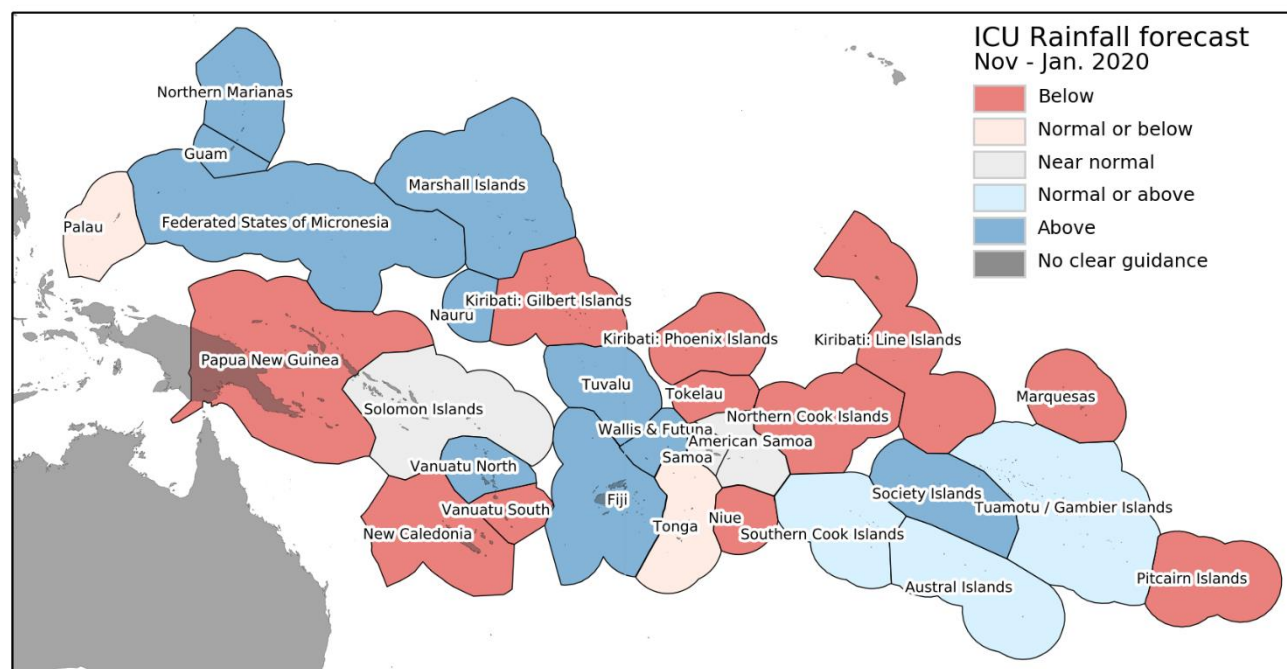 ICU Rainfall forecast
Nov - Jan. 2020
Below
Normal or below
Near normal
Normal or above
Above
No clear guidance
Northern Marianas
Guam
Marshall Islands
Palau
Federated States of Micronesia
Nauru
Kiribati: Gilbert Islands
Kiribati: Phoenix Islands
Kiribati: Line Islands
Papua New Guinea
Tuvalu
Tokelau
Marquesas
Solomon Islands
Northern Cook Islands
Wallis & Futuna
American Samoa
Samoa
Vanuatu North
Fiji
Society Islands
Vanuatu South
Tuamotu / Gambier Islands
Niue
Tonga
New Caledonia
Southern Cook Islands
Pitcairn Islands
Austral Islands